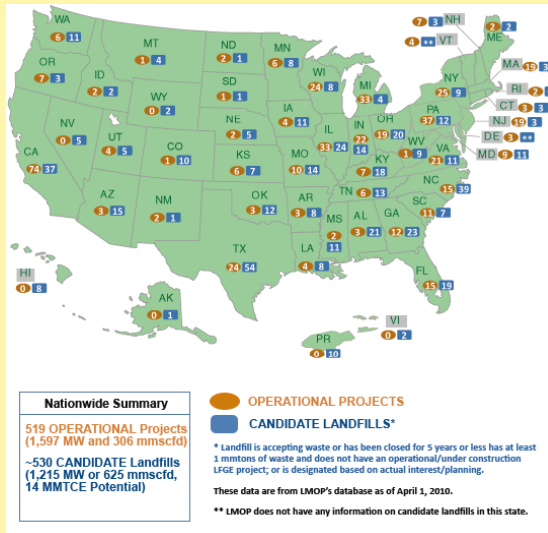 WA
6 11
OR
7 3
CA
74 37
NV
0 5
ID
2 2
MT
1 4
WY
0 2
UT
4 5
AZ
3 15
CO
1 10
NM
2 1
ND
2 1
SD
1 1
NE
2 5
KS
6 7
OK
3 12
TX
24 54
MN
6 8
IA
4 11
MO
10 14
AR
3 8
LA
4 8
WI
24 8
IL
33 24
MI
33 4
IN
22
14
OH
19 20
KY
7 18
TN 6 13
MS
2
11
AL
3 21
GA
12 23
FL
15 19
SC
11 7
NC
15 39
VA
21 11
WV
1 9
PA
37 12
NY
25 9
7 3 NH
4 ** VT
ME
2 2
MA 19 3
RI 2
CT 3 3
NJ 19 3
DE 3 **
MD 9 11
HI
0 8
AK
0 1
PR
0 10
VI
0 2
Nationwide Summary
519 OPERATIONAL Projects
(1,597 MW and 306 mmscfd)
~530 CANDIDATE Landfills
(1,215 MW or 625 mmscfd,
14 MMTCE Potential)
OPERATIONAL PROJECTS
CANDIDATE LANDFILLS*
* Landfill is accepting waste or has been closed for 5 years or less has at least
1 mmtons of waste and does not have an operational/under construction
LFGE project; or is designated based on actual interest/planning.
These data are from LMOP's database as of April 1, 2010.
** LMOP does not have any information on candidate landfills in this state.